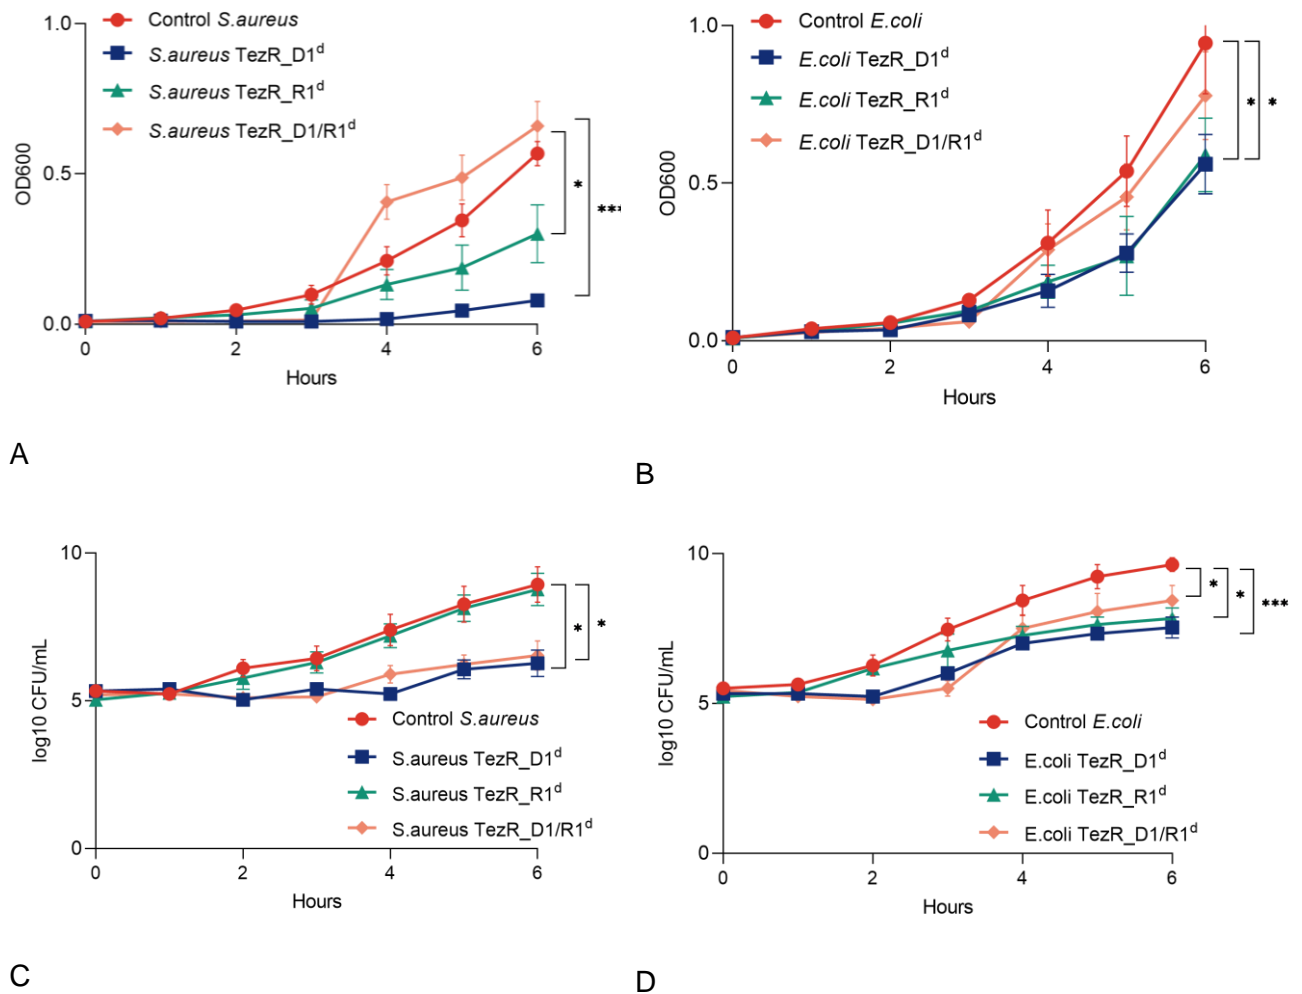 1.0
Control S.aureus
S.aureus TezR_D1ᵈ
S.aureus TezR_R1ᵈ
S.aureus TezR_D1/R1ᵈ
OD600
0.5
*
***
0.0
0 2 4 6
Hours
A
1.0
Control E.coli
E.coli TezR_D1ᵈ
E.coli TezR_R1ᵈ
E.coli TezR_D1/R1ᵈ
* *
OD600
0.5
0.0
0 2 4 6
Hours
B
10
log10 CFU/mL
*
*
5
Control S.aureus
S.aureus TezR_D1ᵈ
S.aureus TezR_R1ᵈ
S.aureus TezR_D1/R1ᵈ
0
0 2 4 6
Hours
C
10
log10 CFU/mL
* * ***
5
Control E.coli
E.coli TezR_D1ᵈ
E.coli TezR_R1ᵈ
E.coli TezR_D1/R1ᵈ
0
0 2 4 6
Hours
D